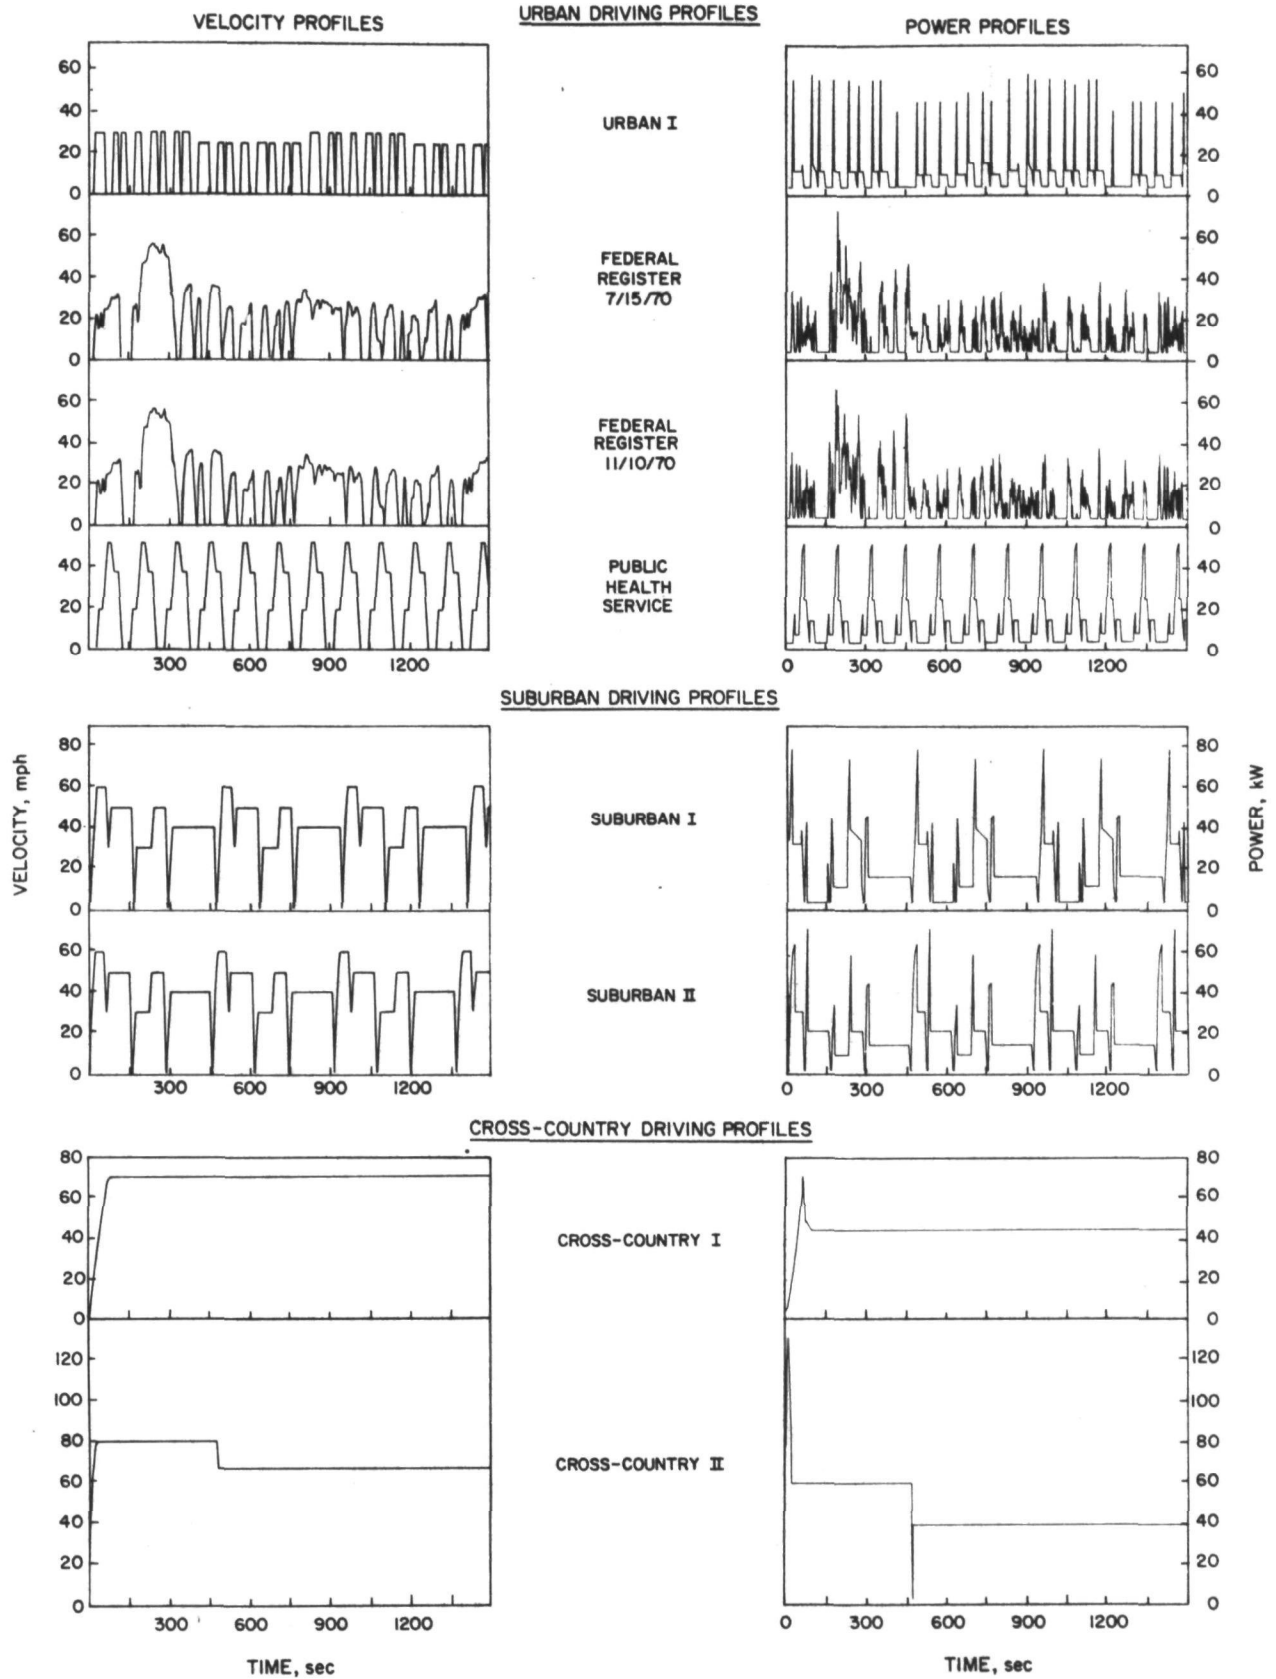 URBAN DRIVING PROFILES
VELOCITY PROFILES
POWER PROFILES
60
40
20
0
URBAN I
60
40
20
0
60
40
20
0
FEDERAL
REGISTER
7/15/70
60
40
20
0
60
40
20
0
FEDERAL
REGISTER
11/10/70
60
40
20
0
40
20
0
PUBLIC
HEALTH
SERVICE
40
20
0
300 600 900 1200
0 300 600 900 1200
SUBURBAN DRIVING PROFILES
VELOCITY, mph
POWER, kW
80
60
40
20
0
SUBURBAN I
80
60
40
20
0
60
40
20
0
SUBURBAN II
60
40
20
0
300 600 900 1200
0 300 600 900 1200
CROSS-COUNTRY DRIVING PROFILES
80
60
40
20
0
CROSS-COUNTRY I
80
60
40
20
0
120
100
80
60
40
20
0
CROSS-COUNTRY II
120
100
80
60
40
20
0
300 600 900 1200
0 300 600 900 1200
TIME, sec
TIME, sec